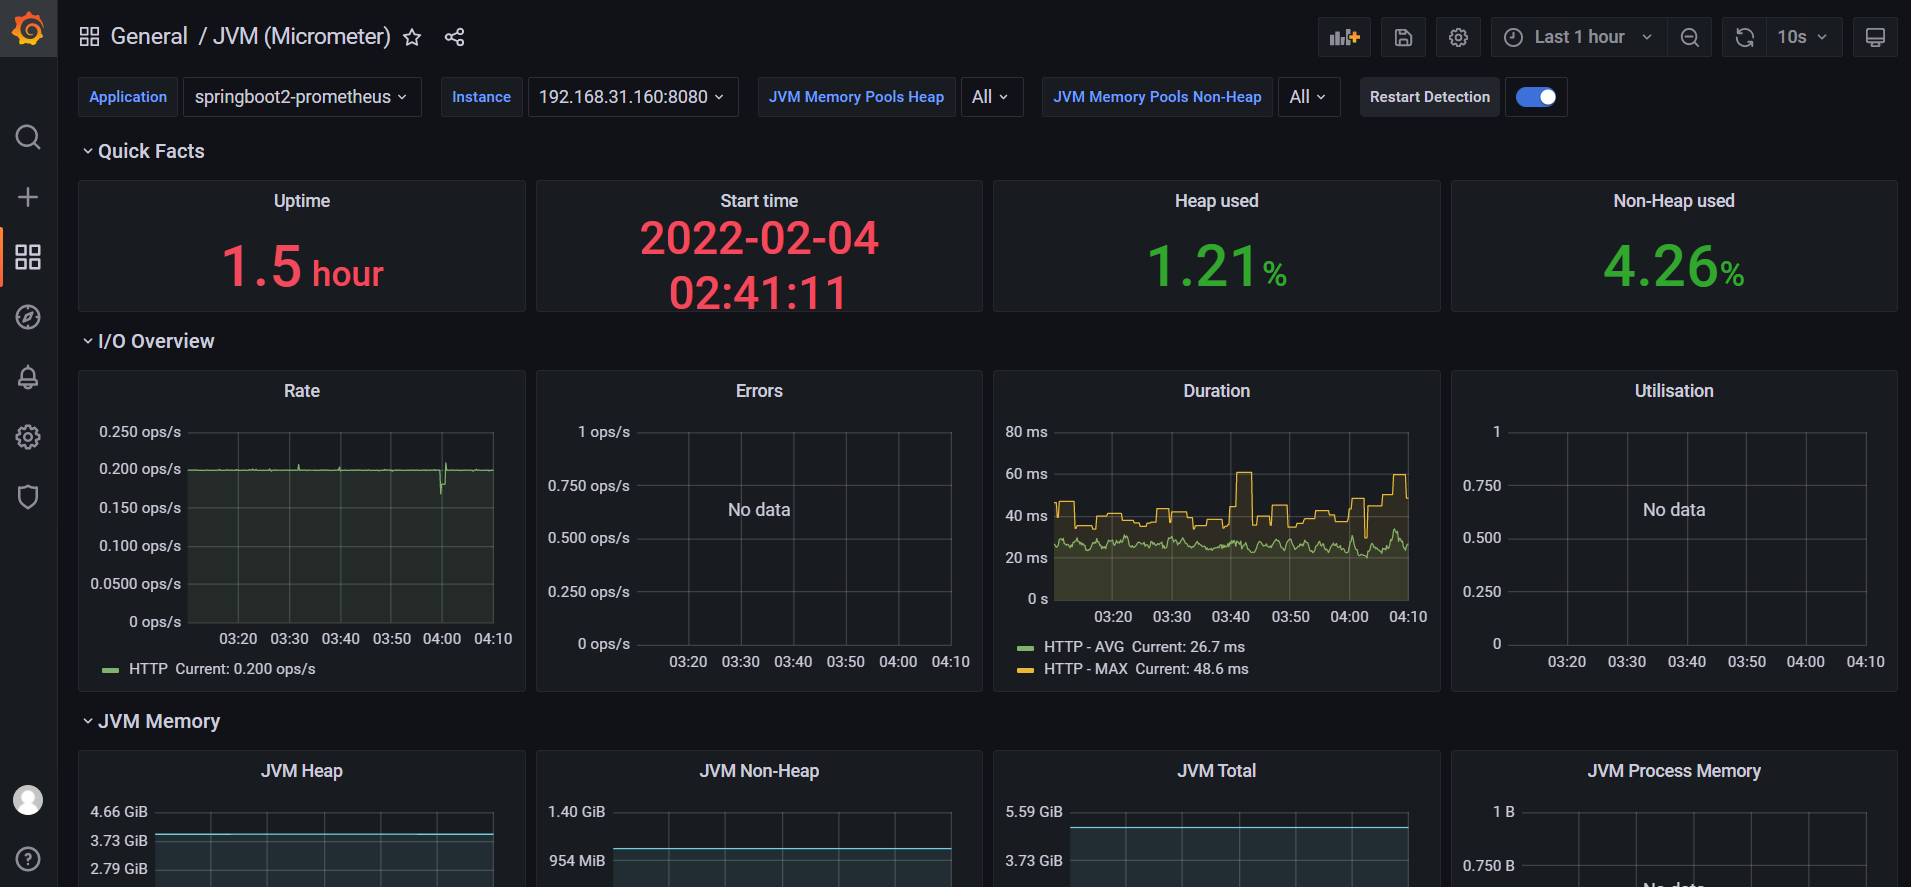 General / JVM (Micrometer)
Last 1 hour
10s
Application
springboot2-prometheus
Instance
192.168.31.160:8080
JVM Memory Pools Heap
All
JVM Memory Pools Non-Heap
All
Restart Detection
Quick Facts
Uptime
1.5 hour
Start time
2022-02-04
02:41:11
Heap used
1.21%
Non-Heap used
4.26%
I/O Overview
Rate
0.250 ops/s
0.200 ops/s
0.150 ops/s
0.100 ops/s
0.0500 ops/s
0 ops/s
03:20 03:30 03:40 03:50 04:00 04:10
HTTP Current: 0.200 ops/s
Errors
1 ops/s
0.750 ops/s
No data
0.500 ops/s
0.250 ops/s
0 ops/s
03:20 03:30 03:40 03:50 04:00 04:10
Duration
80 ms
60 ms
40 ms
20 ms
0 s
03:20 03:30 03:40 03:50 04:00 04:10
HTTP - AVG Current: 26.7 ms
HTTP - MAX Current: 48.6 ms
Utilisation
1
0.750
No data
0.500
0.250
0
03:20 03:30 03:40 03:50 04:00 04:10
JVM Memory
JVM Heap
4.66 GiB
3.73 GiB
2.79 GiB
JVM Non-Heap
1.40 GiB
954 MiB
JVM Total
5.59 GiB
3.73 GiB
JVM Process Memory
1 B
0.750 B
No data